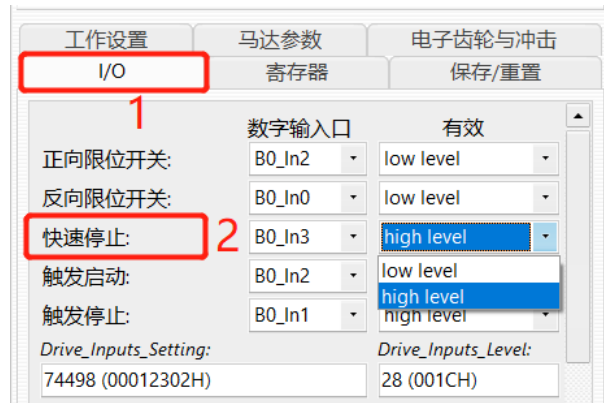 工作设置 马达参数 电子齿轮与冲击
I/O 寄存器 保存/重置
1
数字输入口 有效
正向限位开关: B0_In2 low level
反向限位开关: B0_In0 low level
快速停止: 2 B0_In3 high level
触发启动: B0_In2 low level
high level
触发停止: B0_In1 high level
Drive_Inputs_Setting: Drive_Inputs_Level:
74498 (00012302H) 28 (001CH)